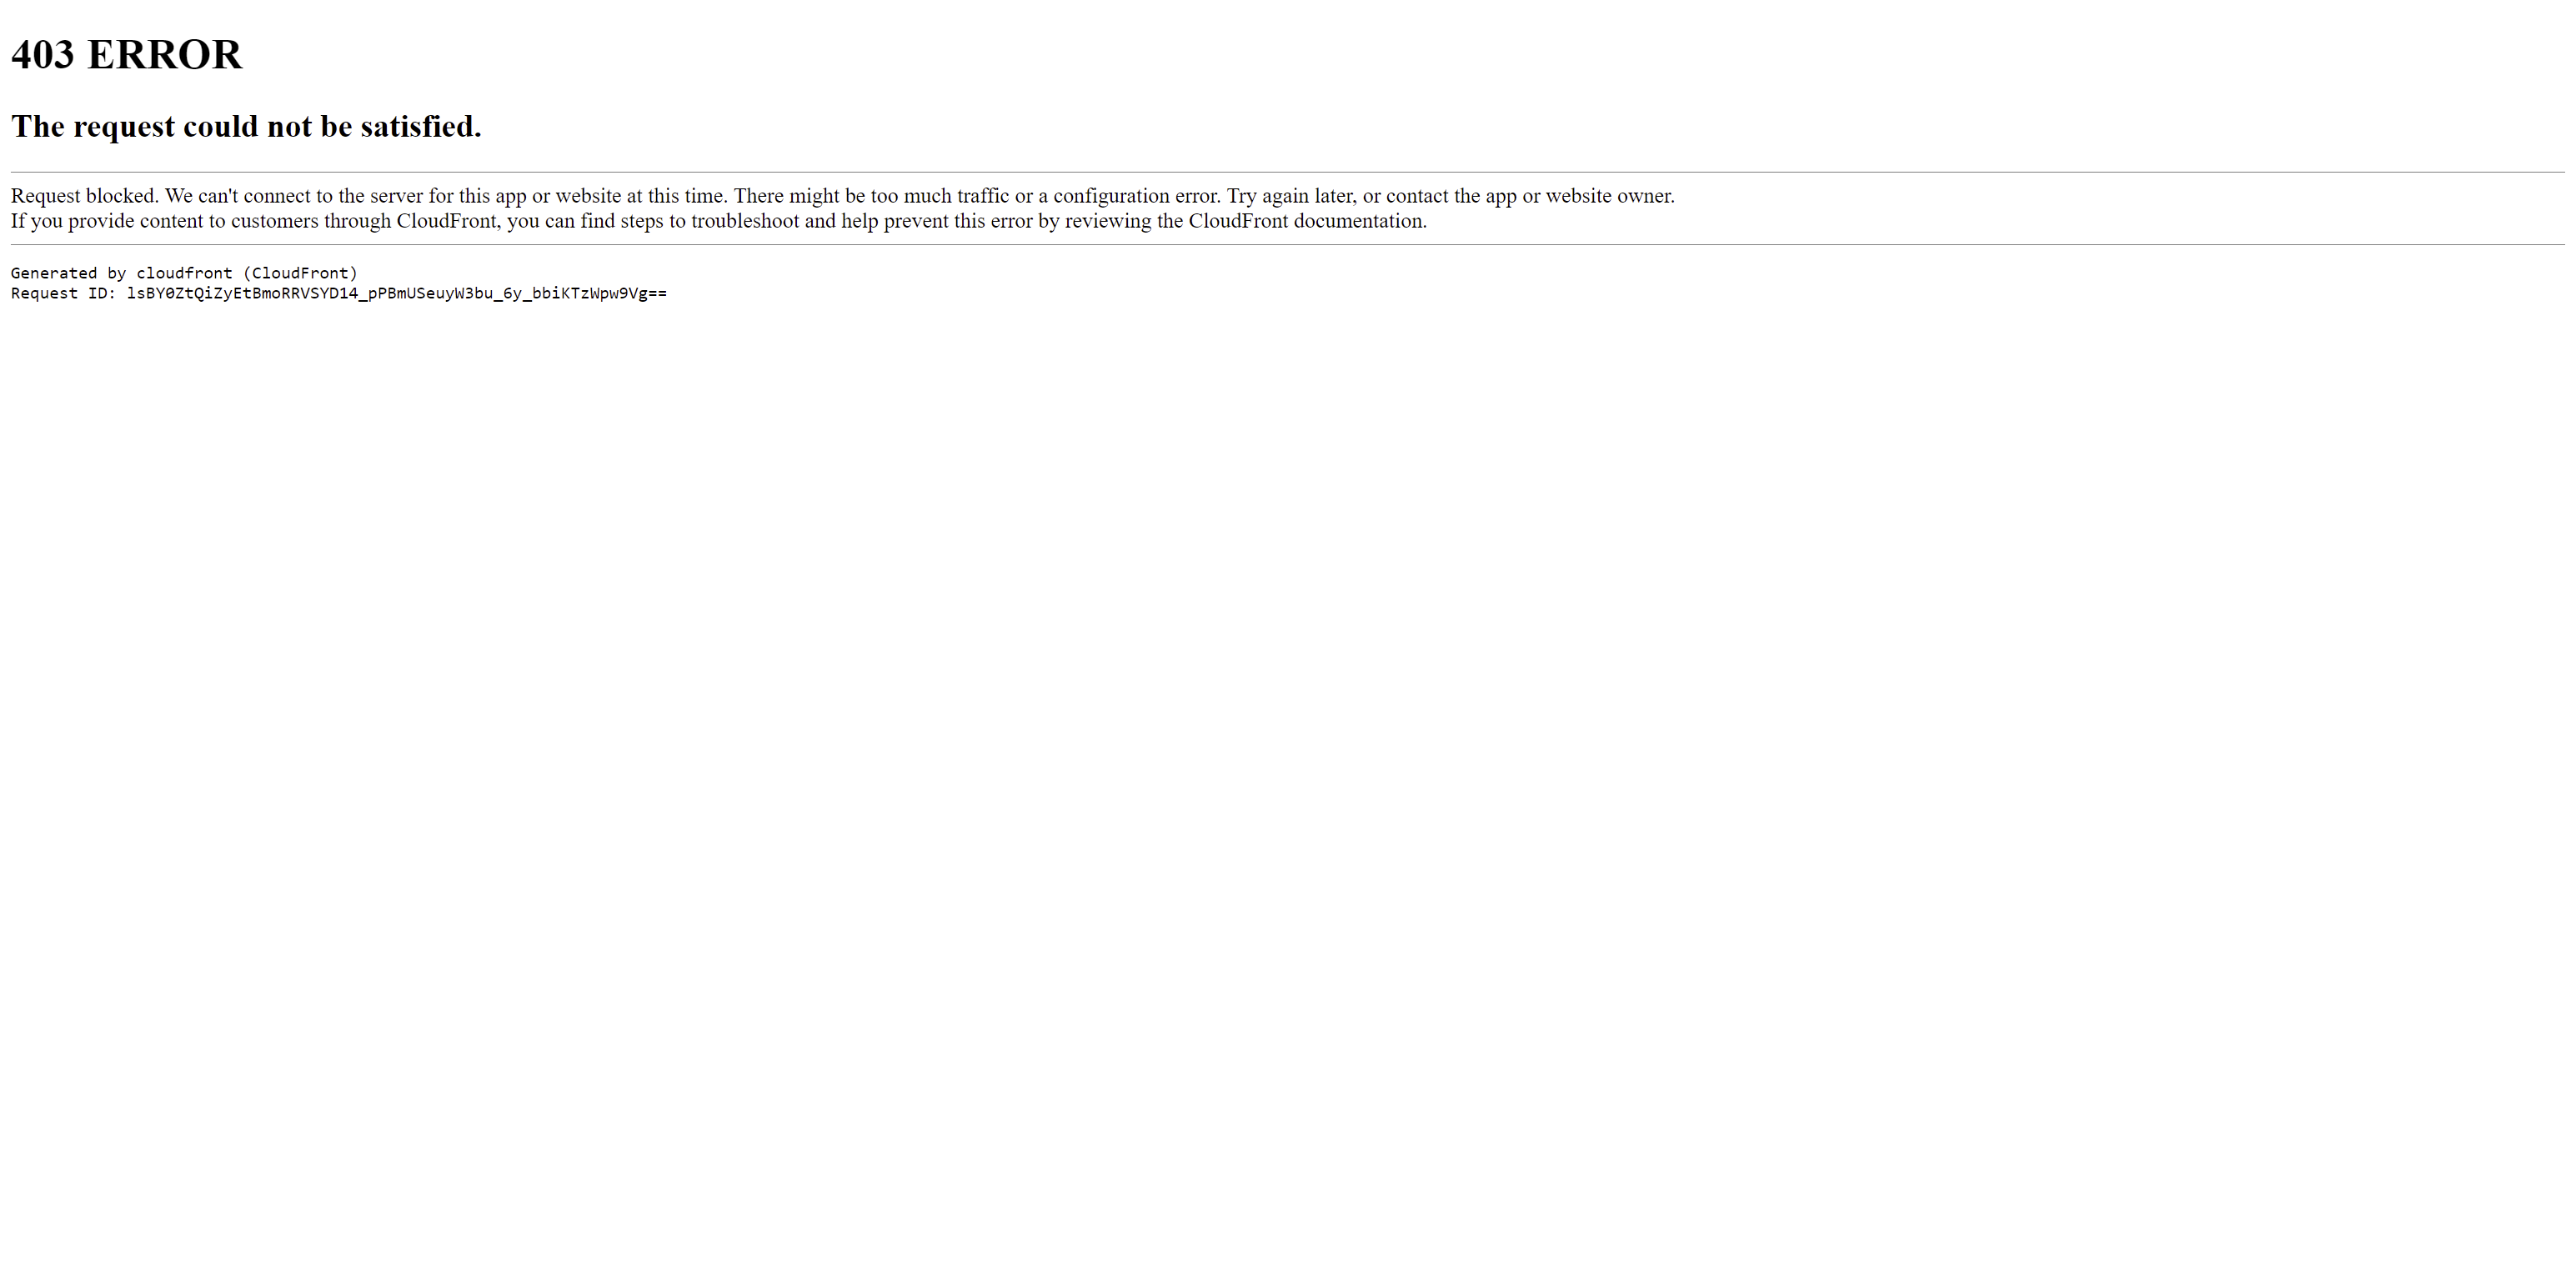 403 ERROR
The request could not be satisfied.
Request blocked. We can't connect to the server for this app or website at this time. There might be too much traffic or a configuration error. Try again later, or contact the app or website owner.
If you provide content to customers through CloudFront, you can find steps to troubleshoot and help prevent this error by reviewing the CloudFront documentation.
Generated by cloudfront (CloudFront)
Request ID: lsBY0ZtQiZyEtBmoRRVSYD14_pPBmUSeuyW3bu_6y_bbiKTzWpw9Vg==